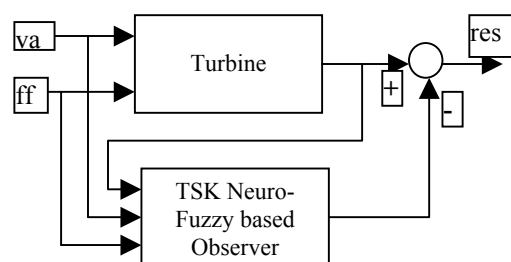 va
res
Turbine
ff
+
-
TSK Neuro-
Fuzzy based
Observer